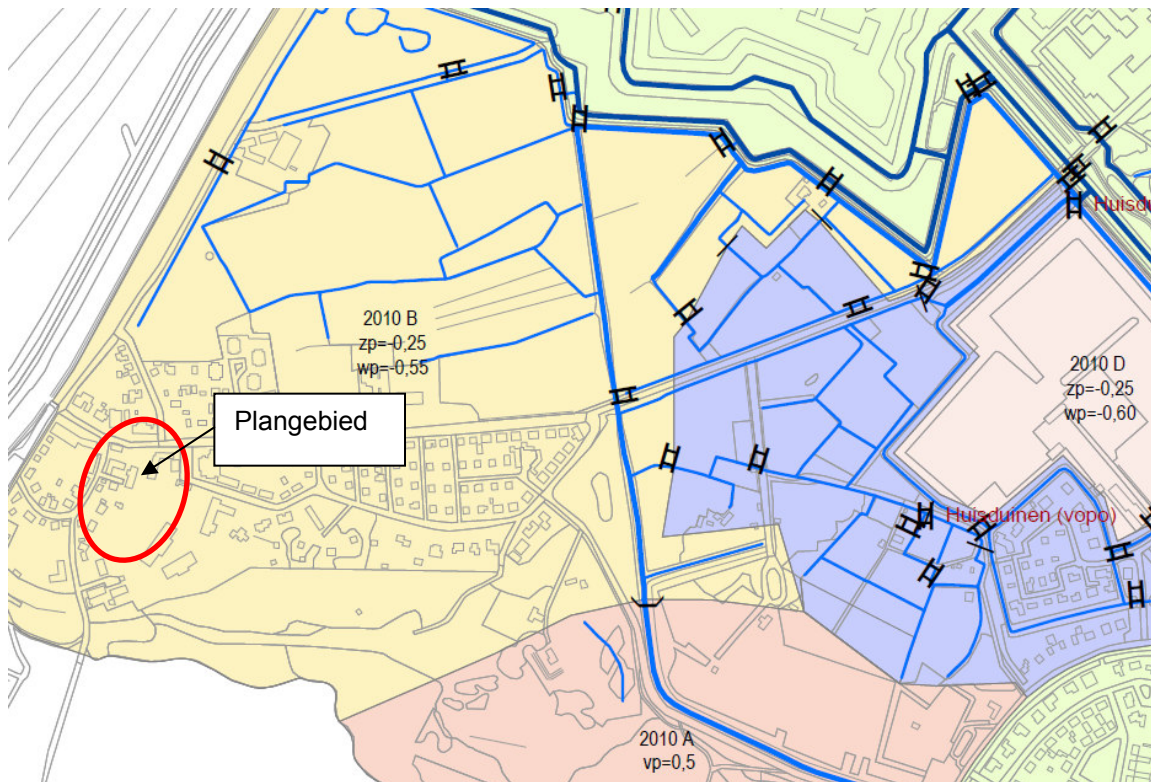 Huisdu
2010 B
zp=-0,25
wp=-0,55
2010 D
zp=-0,25
wp=-0,60
Plangebied
Huisduinen (vopo)
2010 A
vp=0,5